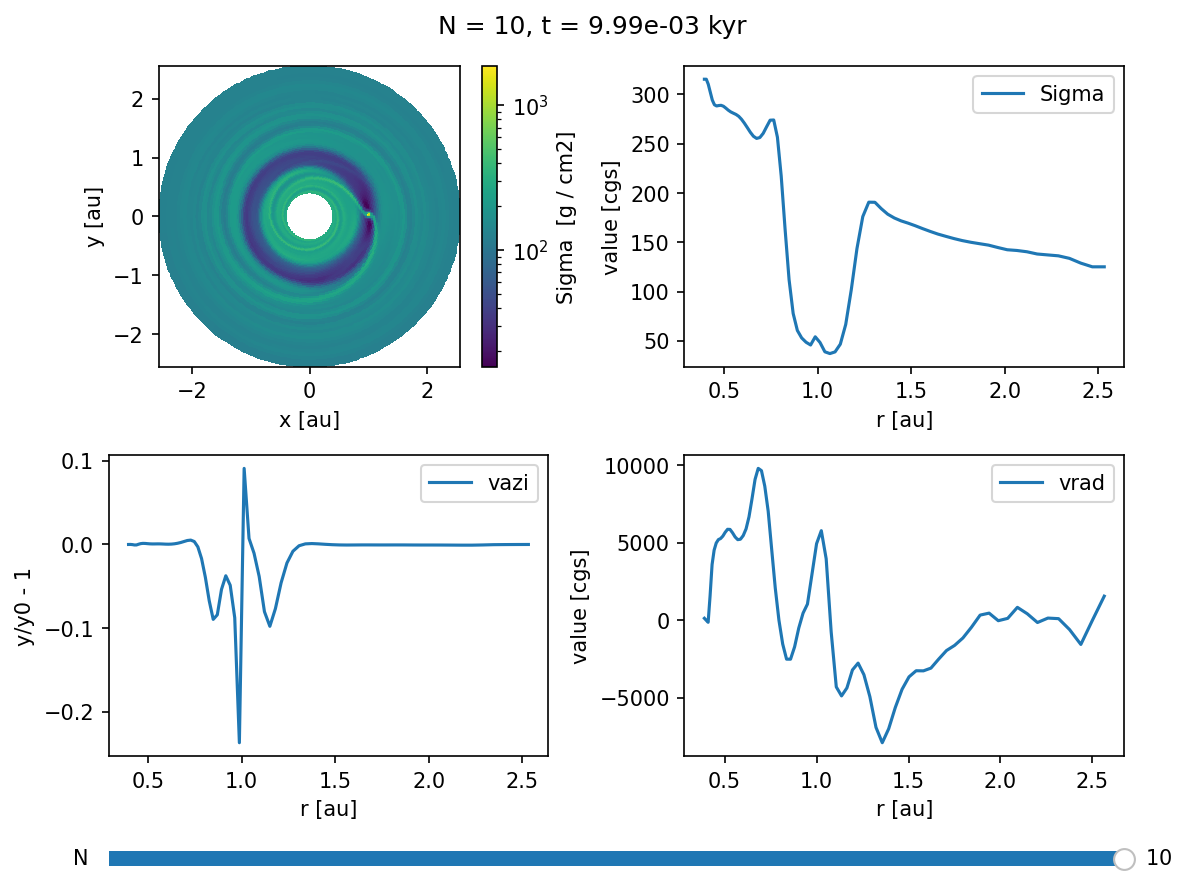 N = 10, t = 9.99e-03 kyr
2
1
0
−1
−2
y [au]
−2 0 2
x [au]
10^3
10^2
Sigma [g / cm2]
300
250
200
150
100
50
value [cgs]
Sigma
0.5 1.0 1.5 2.0 2.5
r [au]
0.1
0.0
−0.1
−0.2
y/y0 - 1
vazi
0.5 1.0 1.5 2.0 2.5
r [au]
10000
5000
0
−5000
value [cgs]
vrad
0.5 1.0 1.5 2.0 2.5
r [au]
N 10